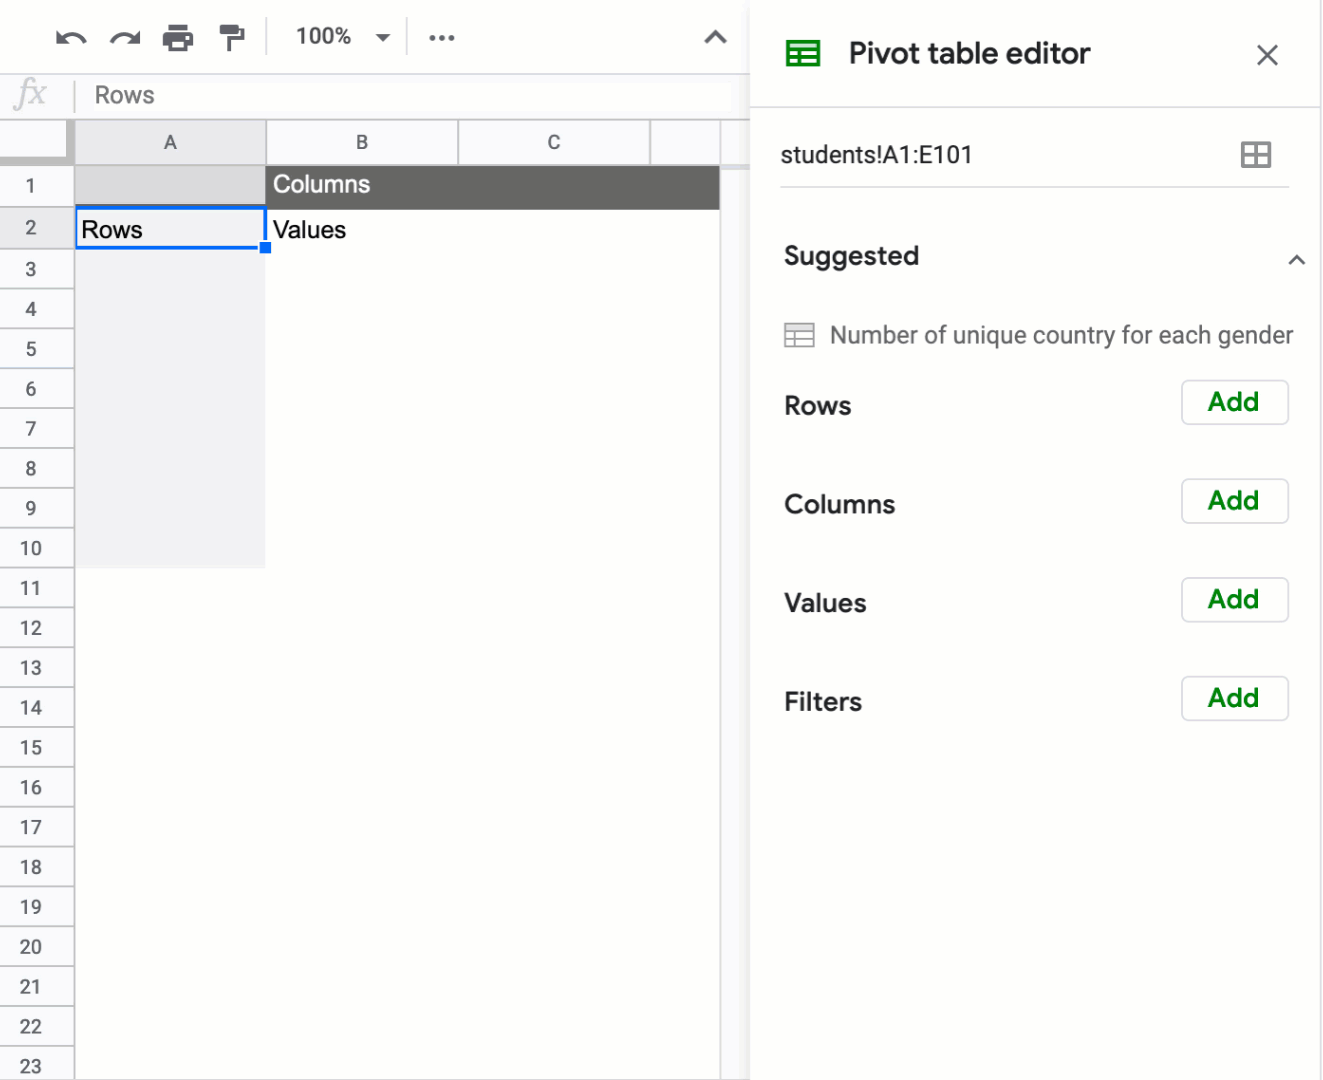 100%
Pivot table editor
fx Rows
A B C
students!A1:E101
1 Columns
2 Rows Values
3
4
5
6
7
8
9
10
11
12
13
14
15
16
17
18
19
20
21
22
23
Suggested
Number of unique country for each gender
Rows Add
Columns Add
Values Add
Filters Add